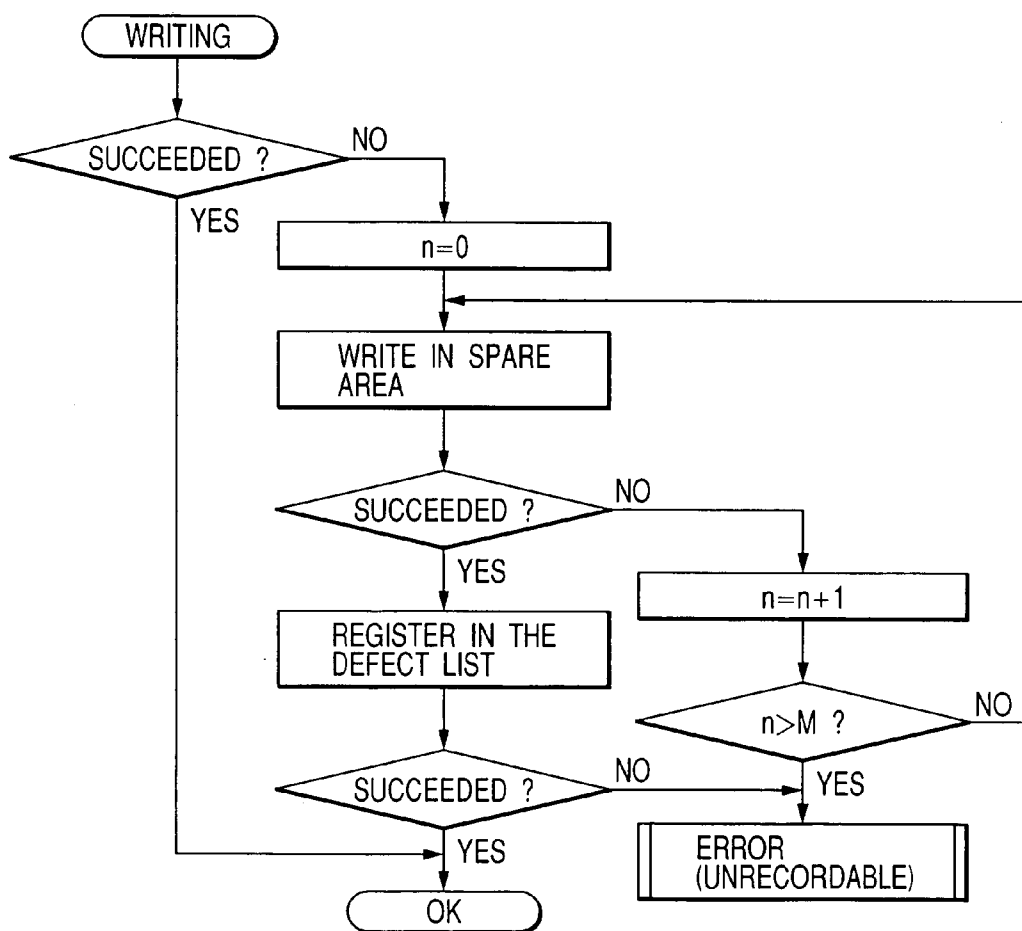 WRITING
SUCCEEDED ?
NO
YES
n=0
WRITE IN SPARE
AREA
SUCCEEDED ?
NO
YES
n=n+1
REGISTER IN THE
DEFECT LIST
n>M ?
NO
YES
SUCCEEDED ?
NO
YES
ERROR
(UNRECORDABLE)
OK